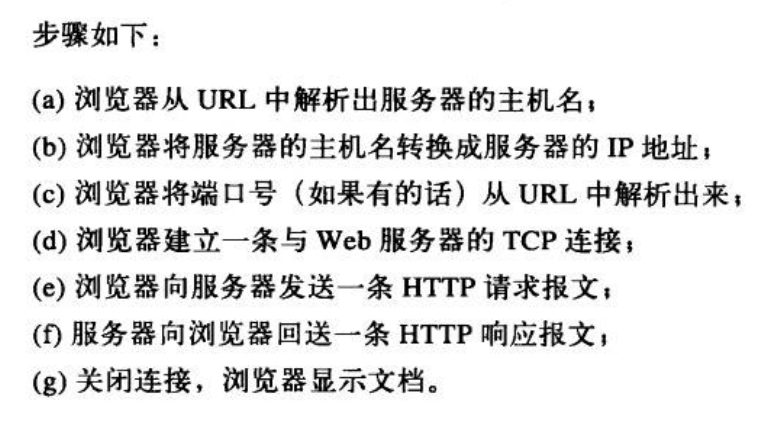 步骤如下：
(a) 浏览器从 URL 中解析出服务器的主机名；
(b) 浏览器将服务器的主机名转换成服务器的 IP 地址；
(c) 浏览器将端口号（如果有的话）从 URL 中解析出来；
(d) 浏览器建立一条与 Web 服务器的 TCP 连接；
(e) 浏览器向服务器发送一条 HTTP 请求报文；
(f) 服务器向浏览器回送一条 HTTP 响应报文；
(g) 关闭连接，浏览器显示文档。